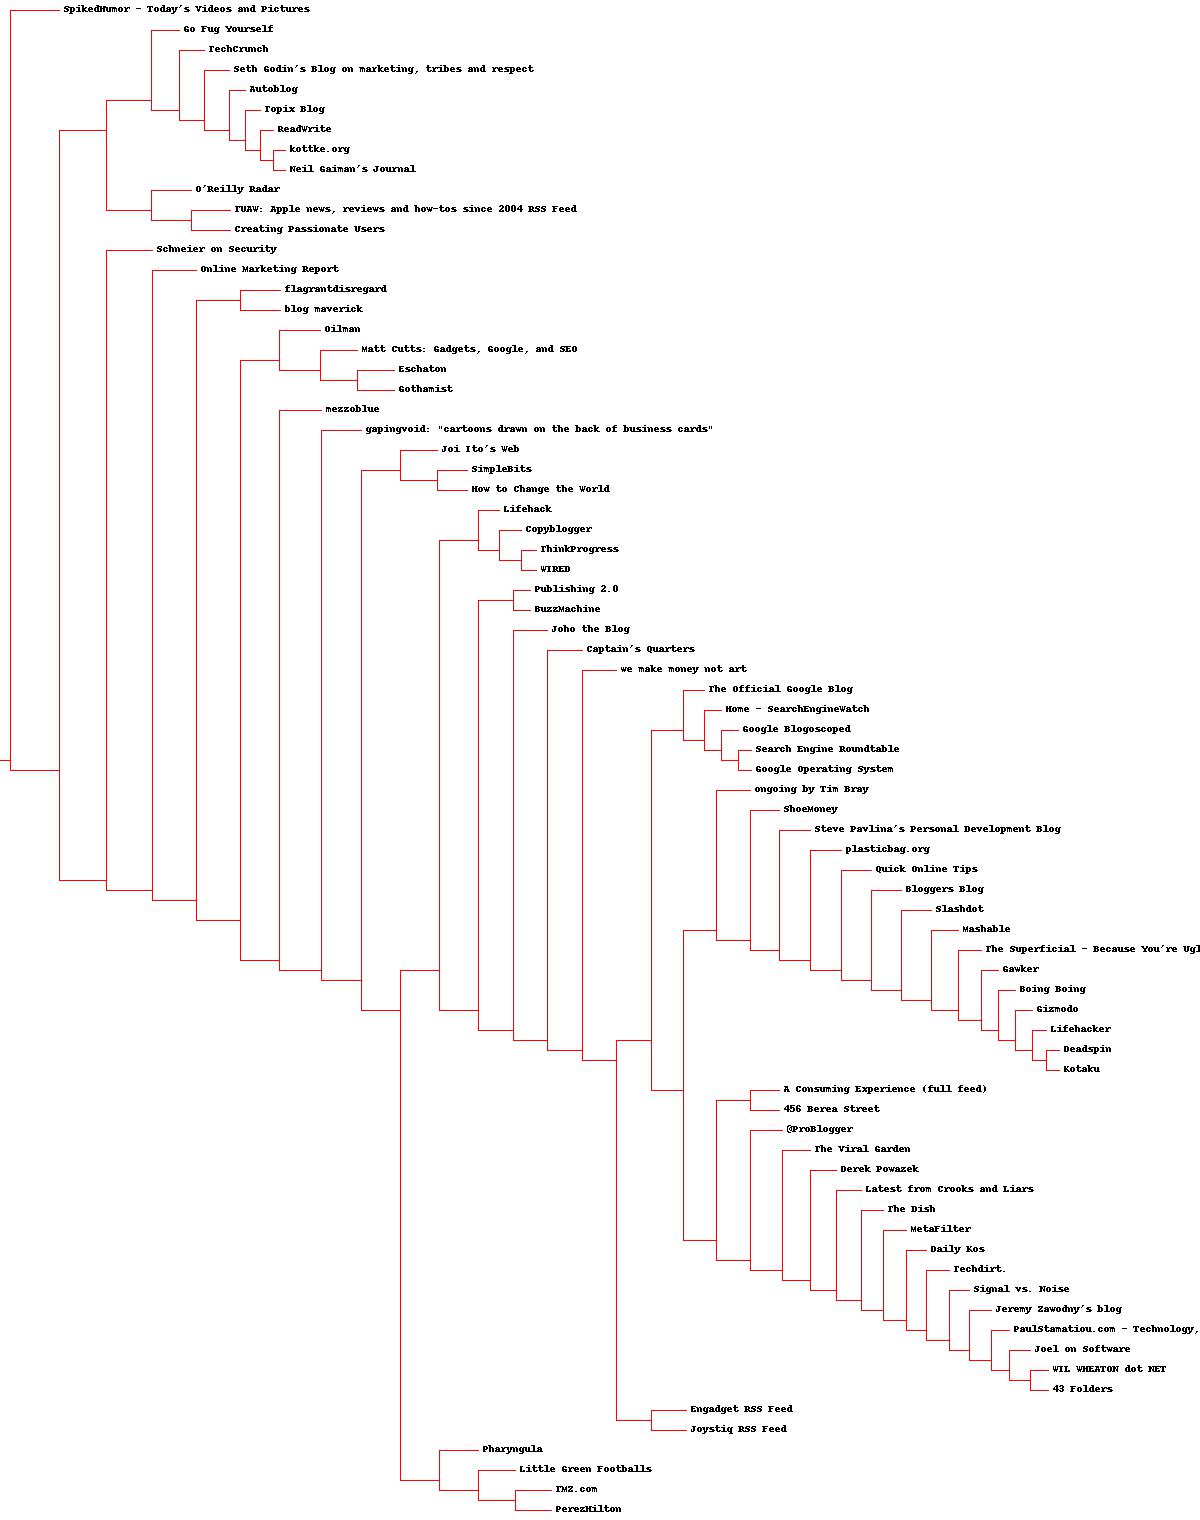 SpikedHumor - Today's Videos and Pictures
Go Fug Yourself
TechCrunch
Seth Godin's Blog on marketing, tribes and respect
Autoblog
Topix Blog
ReadWrite
kottke.org
Neil Gaiman's Journal
O'Reilly Radar
TUAW: Apple news, reviews and how-tos since 2004 RSS Feed
Creating Passionate Users
Schneier on Security
Online Marketing Report
flagrantdisregard
blog maverick
Oilman
Matt Cutts: Gadgets, Google, and SEO
Eschaton
Gothamist
mezzoblue
gapingvoid: "cartoons drawn on the back of business cards"
Joi Ito's Web
SimpleBits
How to Change the World
Lifehack
Copyblogger
ThinkProgress
WIRED
Publishing 2.0
BuzzMachine
Joho the Blog
Captain's Quarters
we make money not art
The Official Google Blog
Home - SearchEngineWatch
Google Blogoscoped
Search Engine Roundtable
Google Operating System
ongoing by Tim Bray
ShoeMoney
Steve Pavlina's Personal Development Blog
plasticbag.org
Quick Online Tips
Bloggers Blog
Slashdot
Mashable
The Superficial - Because You're Ugl
Gawker
Boing Boing
Gizmodo
Lifehacker
Deadspin
Kotaku
A Consuming Experience (full feed)
456 Berea Street
@ProBlogger
The Viral Garden
Derek Powazek
Latest from Crooks and Liars
The Dish
MetaFilter
Daily Kos
Techdirt.
Signal vs. Noise
Jeremy Zawodny's blog
PaulStamatiou.com - Technology,
Joel on Software
WIL WHEATON dot NET
43 Folders
Engadget RSS Feed
Joystiq RSS Feed
Pharyngula
Little Green Footballs
TMZ.com
PerezHilton